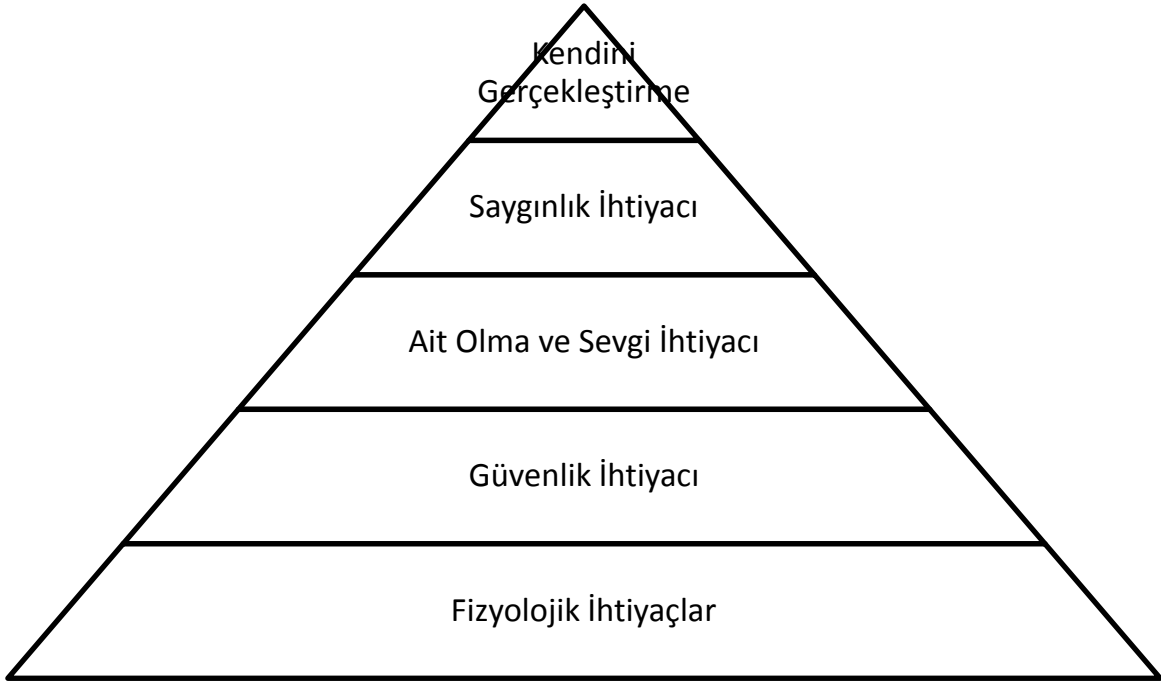 Kendini
Gerçekleştirme
Saygınlık İhtiyacı
Ait Olma ve Sevgi İhtiyacı
Güvenlik İhtiyacı
Fizyolojik İhtiyaçlar